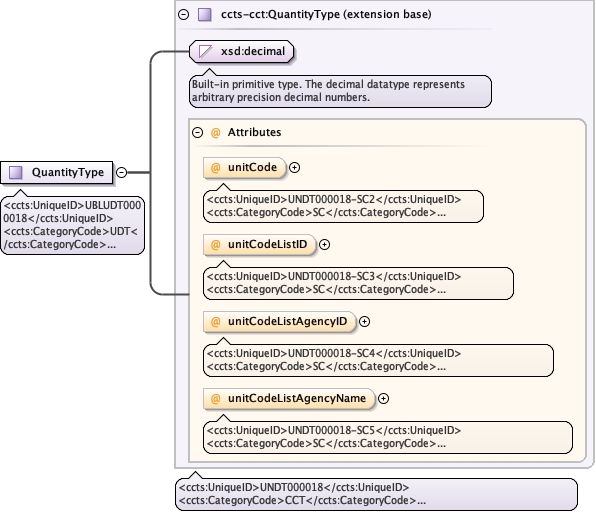 ccts-cct:QuantityType (extension base)
xsd:decimal
Built-in primitive type. The decimal datatype represents
arbitrary precision decimal numbers.
@ Attributes
@ unitCode
<ccts:UniqueID>UNDT000018-SC2</ccts:UniqueID>
<ccts:CategoryCode>SC</ccts:CategoryCode>...
QuantityType
<ccts:UniqueID>UBLUDT000
0018</ccts:UniqueID>
<ccts:CategoryCode>UDT<
/ccts:CategoryCode>...
@ unitCodeListID
<ccts:UniqueID>UNDT000018-SC3</ccts:UniqueID>
<ccts:CategoryCode>SC</ccts:CategoryCode>...
@ unitCodeListAgencyID
<ccts:UniqueID>UNDT000018-SC4</ccts:UniqueID>
<ccts:CategoryCode>SC</ccts:CategoryCode>...
@ unitCodeListAgencyName
<ccts:UniqueID>UNDT000018-SC5</ccts:UniqueID>
<ccts:CategoryCode>SC</ccts:CategoryCode>...
<ccts:UniqueID>UNDT000018</ccts:UniqueID>
<ccts:CategoryCode>CCT</ccts:CategoryCode>...